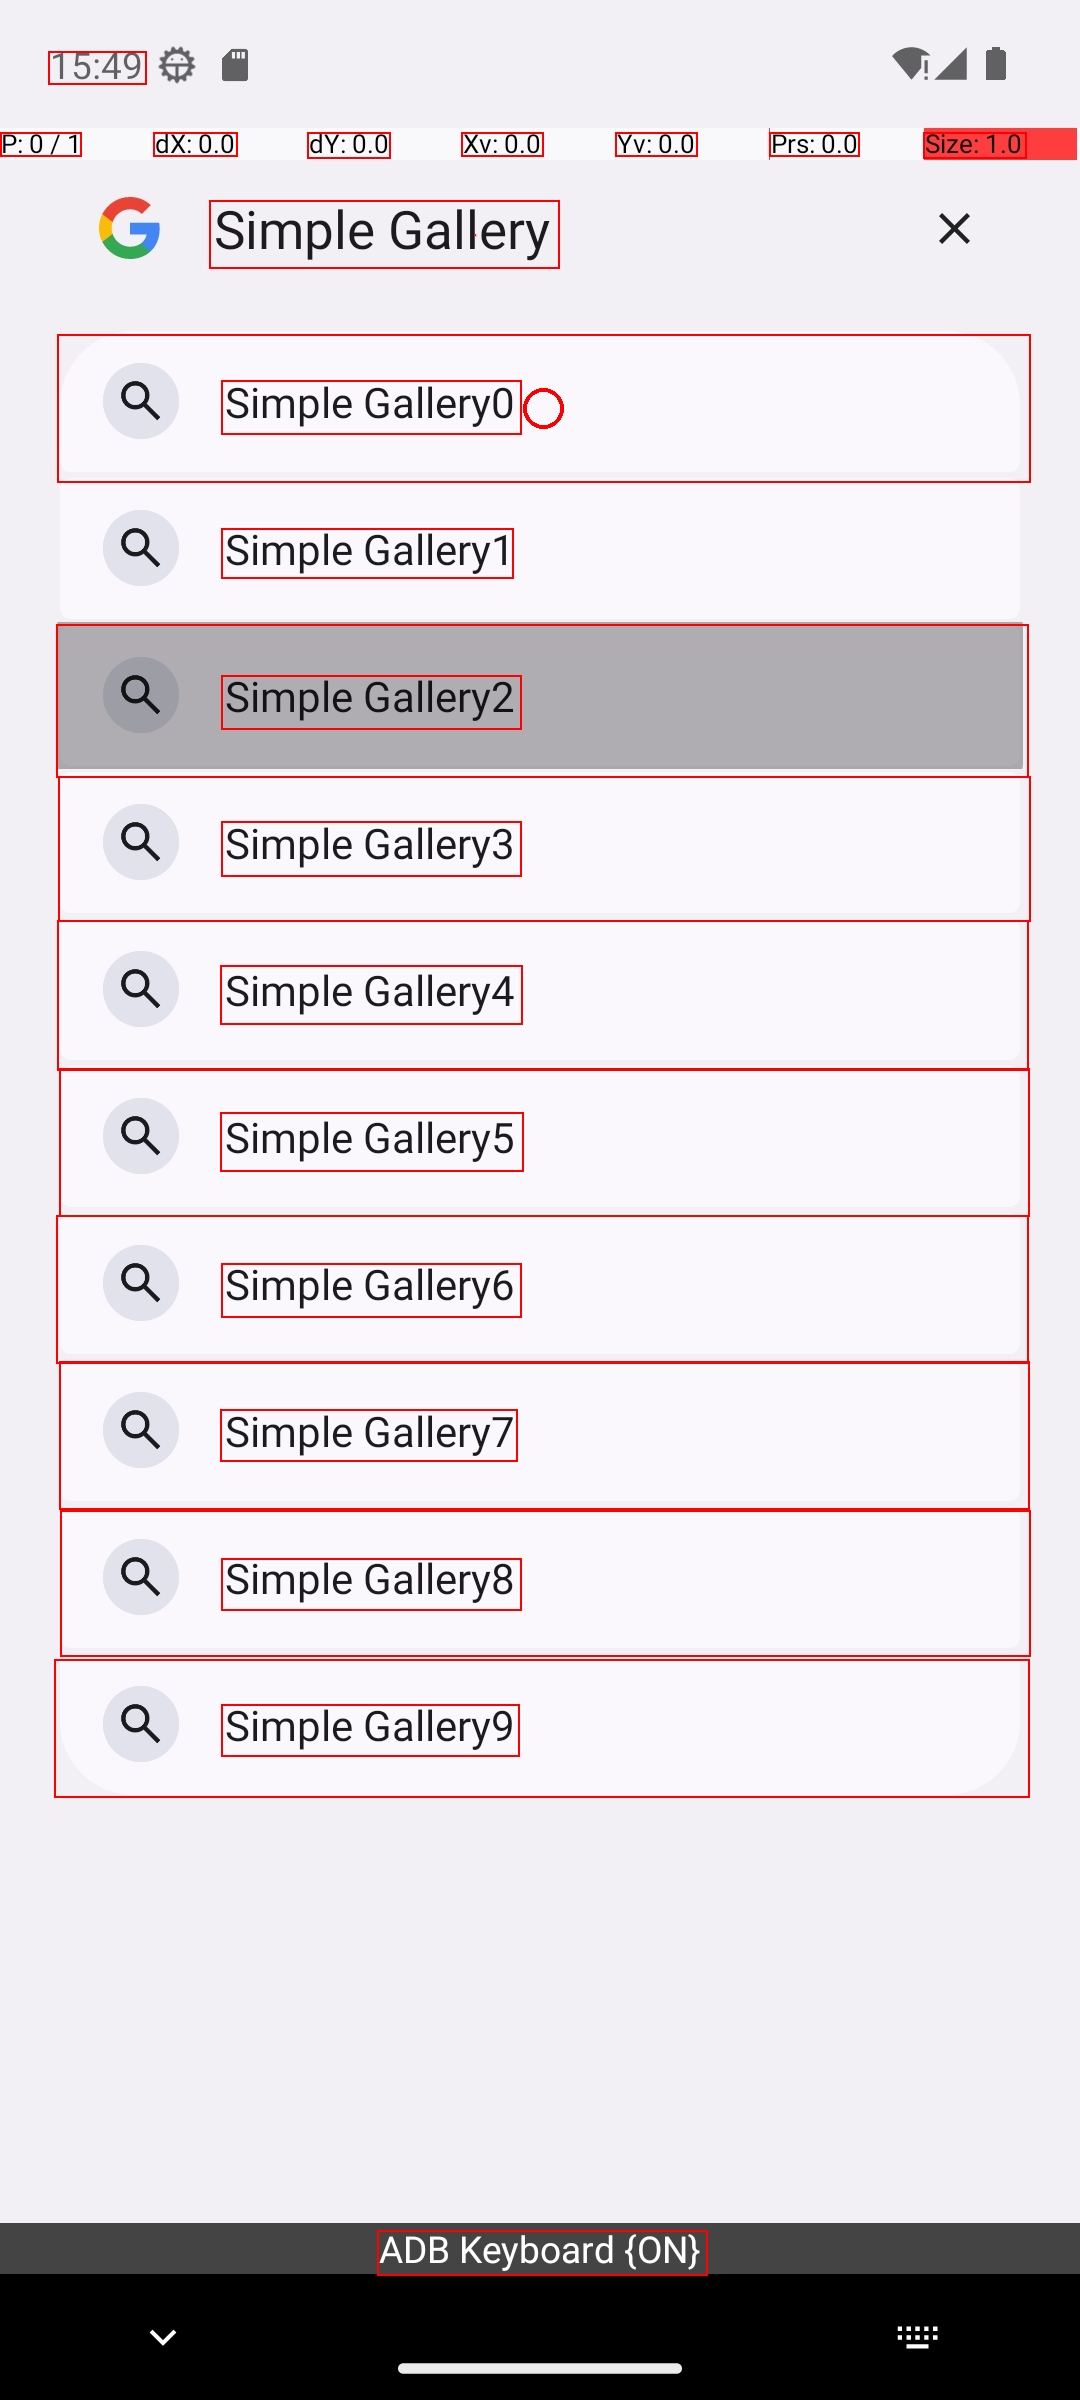 15:49
P: 0 / 1 dX: 0.0 dY: 0.0 Xv: 0.0 Yv: 0.0 Prs: 0.0 Size: 1.0
Simple Gallery
Simple Gallery0
Simple Gallery1
Simple Gallery2
Simple Gallery3
Simple Gallery4
Simple Gallery5
Simple Gallery6
Simple Gallery7
Simple Gallery8
Simple Gallery9
ADB Keyboard {ON}